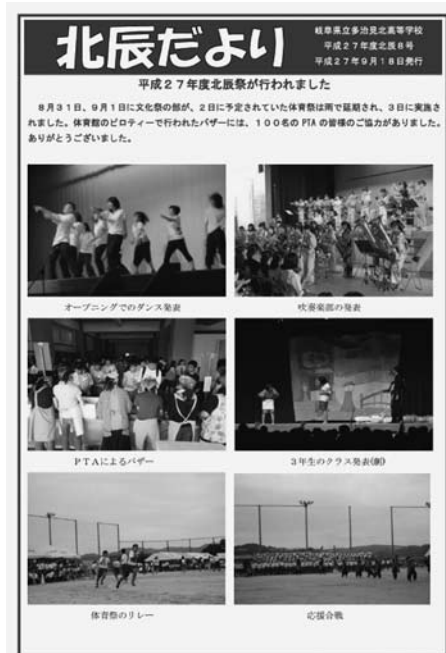 北辰だより
岐阜県立多治見北高等学校
平成27年度北辰8号
平成27年9月18日発行
平成27年度北辰祭が行われました
8月31日、9月1日に文化祭の部が、2日に予定されていた体育祭は雨で延期され、3日に実施さ
れました。体育館のピロティーで行われたバザーには、100名のPTAの皆様のご協力がありました。
ありがとうございました。
オープニングでのダンス発表
吹奏楽部の発表
PTAによるバザー
3年生のクラス発表(劇)
体育祭のリレー
応援合戦